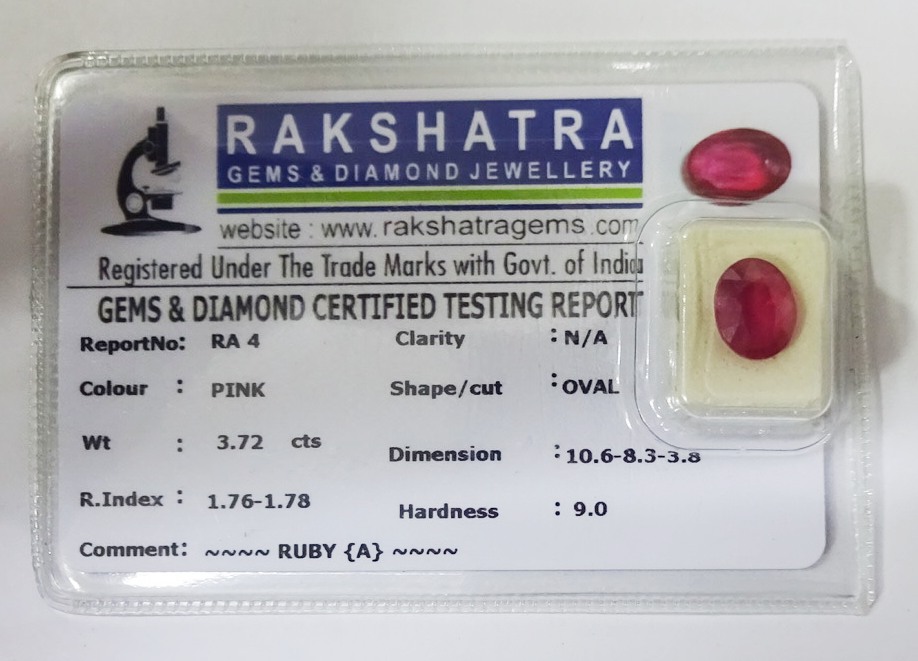 RAKSHATRA
GEMS & DIAMOND JEWELLERY
website : www.rakshatragems.com
Registered Under The Trade Marks with Govt. of India
GEMS & DIAMOND CERTIFIED TESTING REPORT
ReportNo: RA 4 Clarity : N/A
Colour : PINK Shape/cut : OVAL
Wt : 3.72 cts Dimension : 10.6-8.3-3.8
R.Index : 1.76-1.78 Hardness : 9.0
Comment: ~~~~ RUBY {A} ~~~~